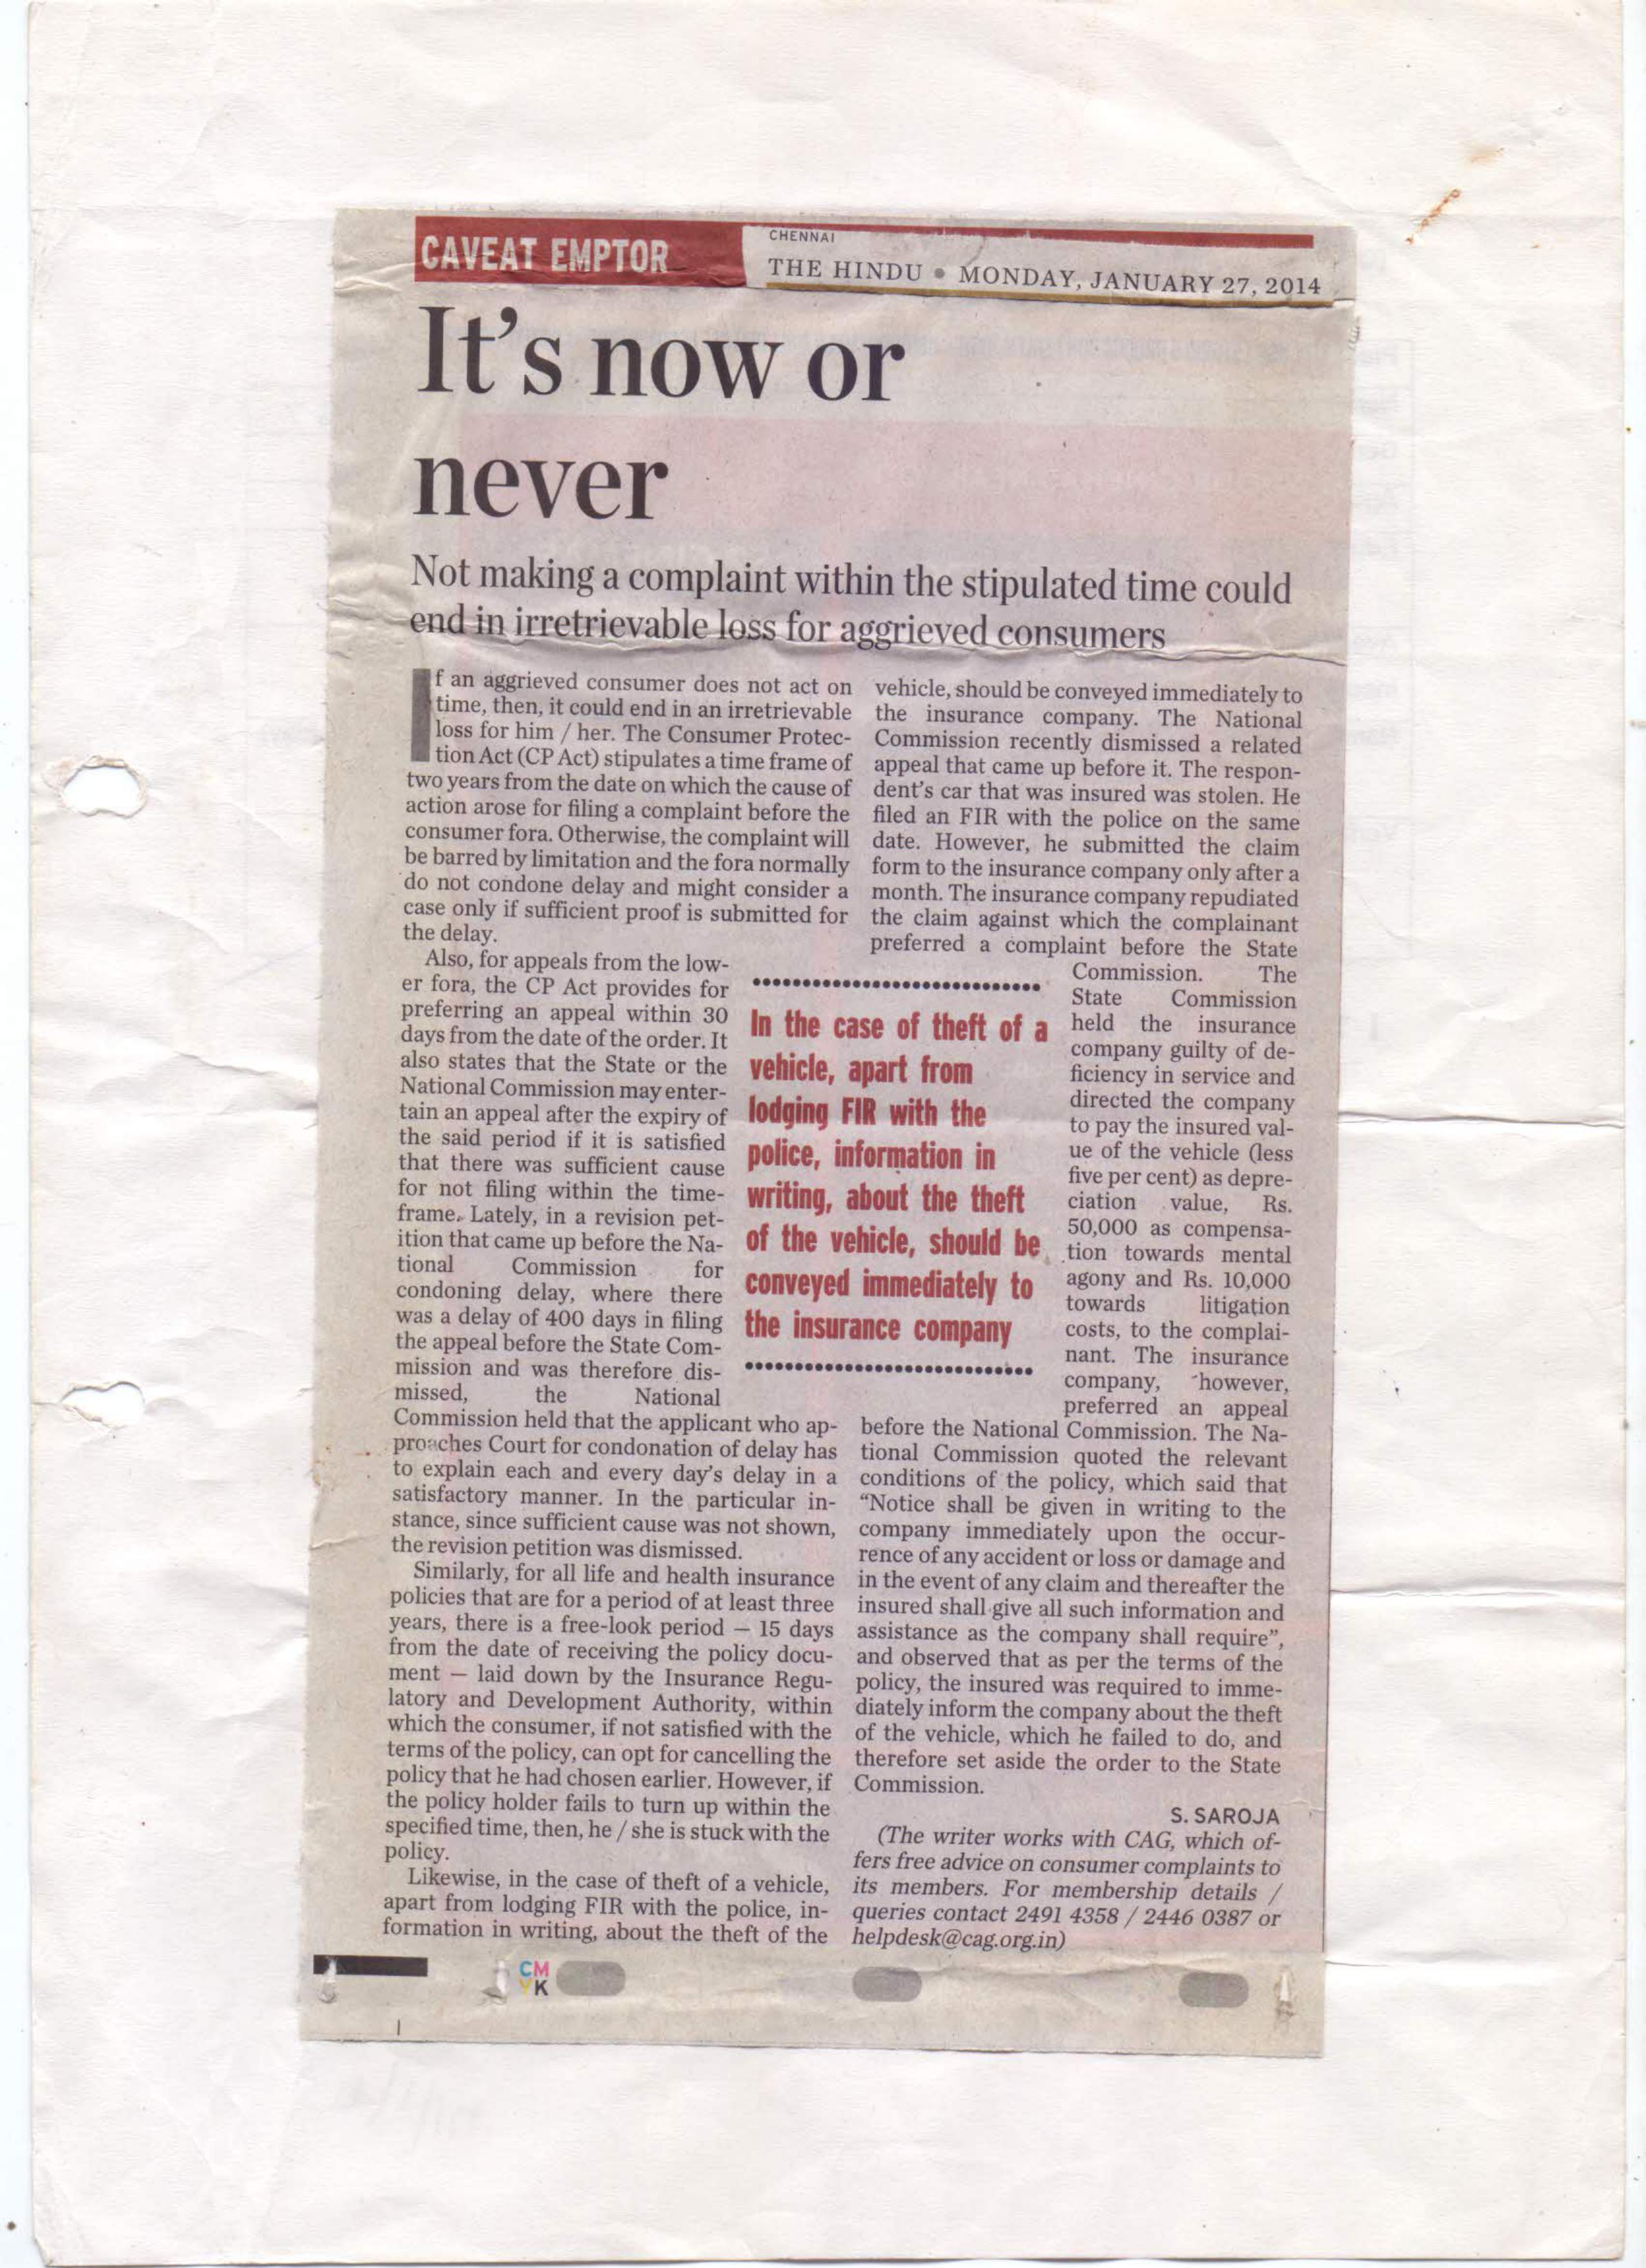 CAVEAT EMPTOR
CHENNAI
THE HINDU • MONDAY, JANUARY 27, 2014
It's now or
never
Not making a complaint within the stipulated time could
end in irretrievable loss for aggrieved consumers
If an aggrieved consumer does not act on
time, then, it could end in an irretrievable
loss for him / her. The Consumer Protec-
tion Act (CP Act) stipulates a time frame of
two years from the date on which the cause of
action arose for filing a complaint before the
consumer fora. Otherwise, the complaint will
be barred by limitation and the fora normally
do not condone delay and might consider a
case only if sufficient proof is submitted for
the delay.
Also, for appeals from the low-
er fora, the CP Act provides for
preferring an appeal within 30
days from the date of the order. It
also states that the State or the
National Commission may enter-
tain an appeal after the expiry of
the said period if it is satisfied
that there was sufficient cause
for not filing within the time-
frame. Lately, in a revision pet-
ition that came up before the Na-
tional Commission for
condoning delay, where there
was a delay of 400 days in filing
the appeal before the State Com-
mission and was therefore dis-
missed, the National
Commission held that the applicant who ap-
proaches Court for condonation of delay has
to explain each and every day's delay in a
satisfactory manner. In the particular in-
stance, since sufficient cause was not shown,
the revision petition was dismissed.
Similarly, for all life and health insurance
policies that are for a period of at least three
years, there is a free-look period — 15 days
from the date of receiving the policy docu-
ment — laid down by the Insurance Regu-
latory and Development Authority, within
which the consumer, if not satisfied with the
terms of the policy, can opt for cancelling the
policy that he had chosen earlier. However, if
the policy holder fails to turn up within the
specified time, then, he / she is stuck with the
policy.
Likewise, in the case of theft of a vehicle,
apart from lodging FIR with the police, in-
formation in writing, about the theft of the
In the case of theft of a
vehicle, apart from
lodging FIR with the
police, information in
writing, about the theft
of the vehicle, should be
conveyed immediately to
the insurance company
vehicle, should be conveyed immediately to
the insurance company. The National
Commission recently dismissed a related
appeal that came up before it. The respon-
dent's car that was insured was stolen. He
filed an FIR with the police on the same
date. However, he submitted the claim
form to the insurance company only after a
month. The insurance company repudiated
the claim against which the complainant
preferred a complaint before the State
Commission. The
State Commission
held the insurance
company guilty of de-
ficiency in service and
directed the company
to pay the insured val-
ue of the vehicle (less
five per cent) as depre-
ciation value, Rs.
50,000 as compensa-
tion towards mental
agony and Rs. 10,000
towards litigation
costs, to the complai-
nant. The insurance
company, however,
preferred an appeal
before the National Commission. The Na-
tional Commission quoted the relevant
conditions of the policy, which said that
“Notice shall be given in writing to the
company immediately upon the occur-
rence of any accident or loss or damage and
in the event of any claim and thereafter the
insured shall give all such information and
assistance as the company shall require”,
and observed that as per the terms of the
policy, the insured was required to imme-
diately inform the company about the theft
of the vehicle, which he failed to do, and
therefore set aside the order to the State
Commission.
S. SAROJA
(The writer works with CAG, which of-
fers free advice on consumer complaints to
its members. For membership details /
queries contact 2491 4358 / 2446 0387 or
helpdesk@cag.org.in)
CM
YK